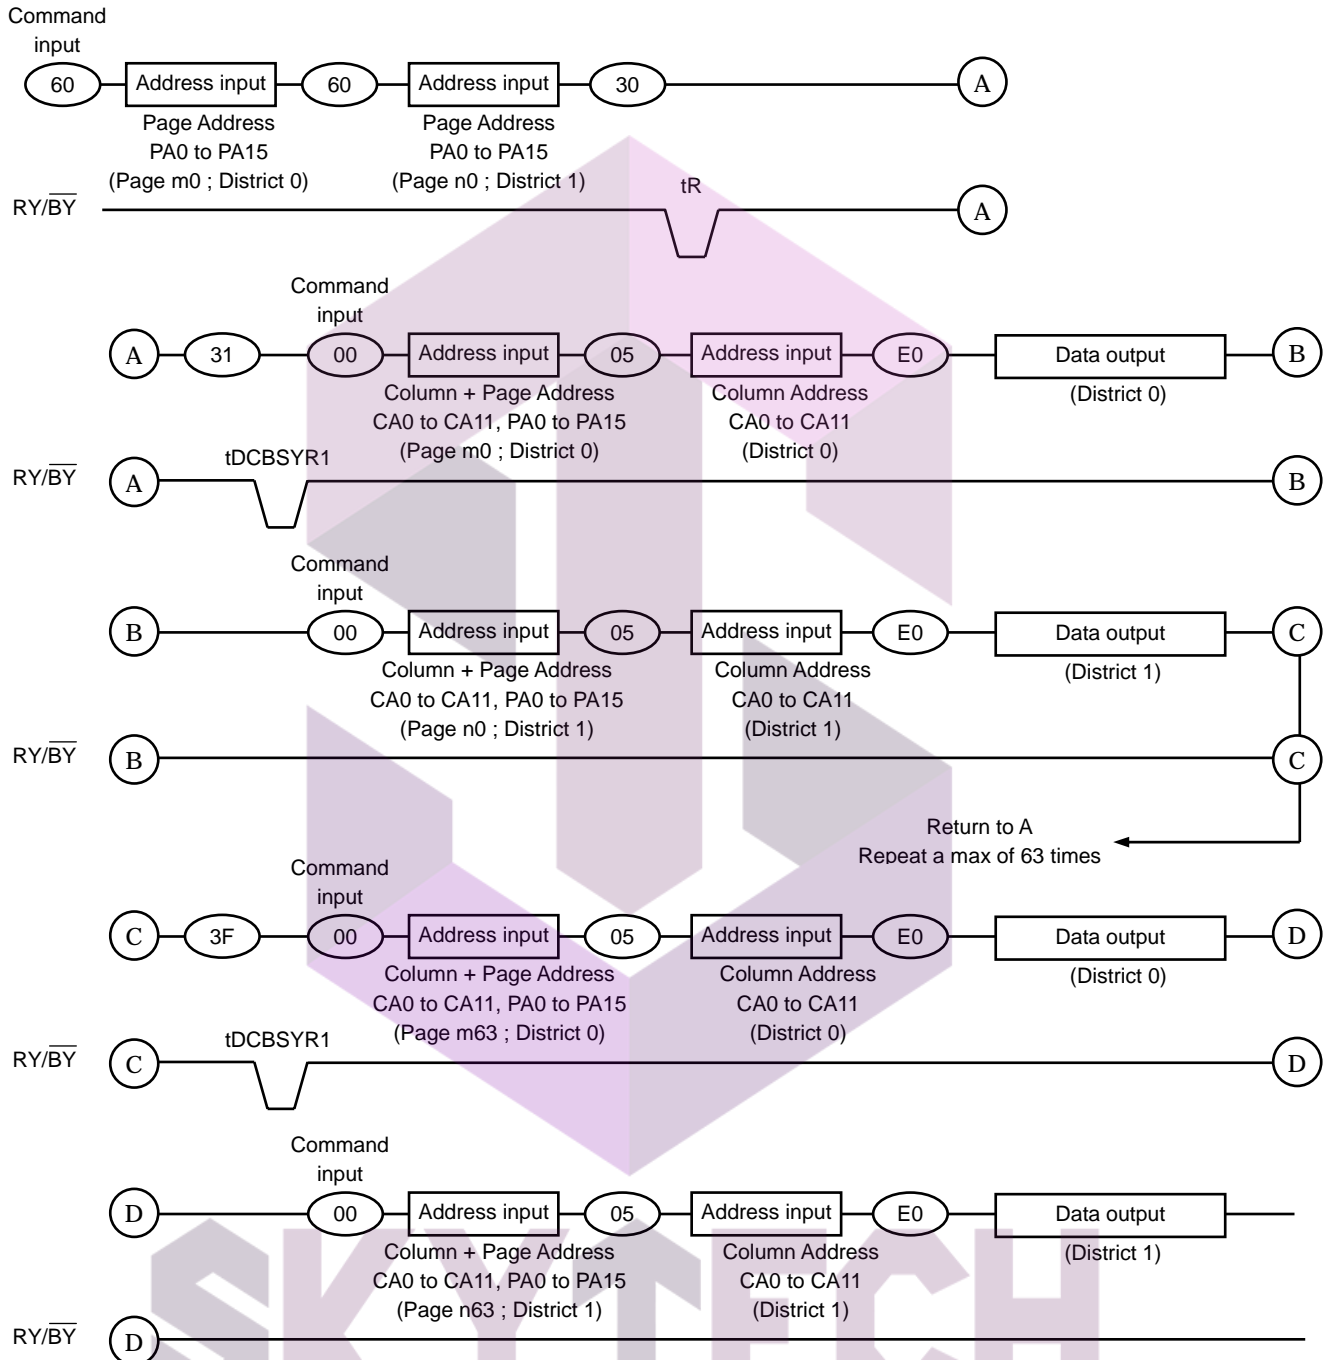 Command
input
60 Address input 60 Address input 30 A
Page Address Page Address
PA0 to PA15 PA0 to PA15
(Page m0 ; District 0) (Page n0 ; District 1)
tR
RY/BY A
Command
input
A 31 00 Address input 05 Address input E0 Data output B
Column + Page Address Column Address (District 0)
CA0 to CA11, PA0 to PA15 CA0 to CA11
(Page m0 ; District 0) (District 0)
tDCBSYR1
RY/BY A B
Command
input
B 00 Address input 05 Address input E0 Data output C
Column + Page Address Column Address (District 1)
CA0 to CA11, PA0 to PA15 CA0 to CA11
(Page n0 ; District 1) (District 1)
RY/BY B C
Return to A
Repeat a max of 63 times
Command
input
C 3F 00 Address input 05 Address input E0 Data output D
Column + Page Address Column Address (District 0)
CA0 to CA11, PA0 to PA15 CA0 to CA11
(Page m63 ; District 0) (District 0)
tDCBSYR1
RY/BY C D
Command
input
D 00 Address input 05 Address input E0 Data output
Column + Page Address Column Address (District 1)
CA0 to CA11, PA0 to PA15 CA0 to CA11
(Page n63 ; District 1) (District 1)
RY/BY D
SKYTECH